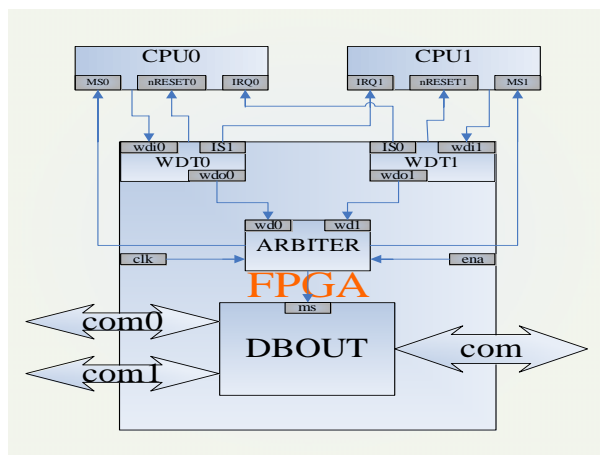 CPU0 CPU1
MS0 nRESET0 IRQ0 IRQ1 nRESET1 MS1
wdi0 IS1 IS0 wdi1
WDT0 WDT1
wdo0 wdo1
wd0 wd1
ARBITER
clk ena
FPGA
ms
com0
DBOUT com
com1